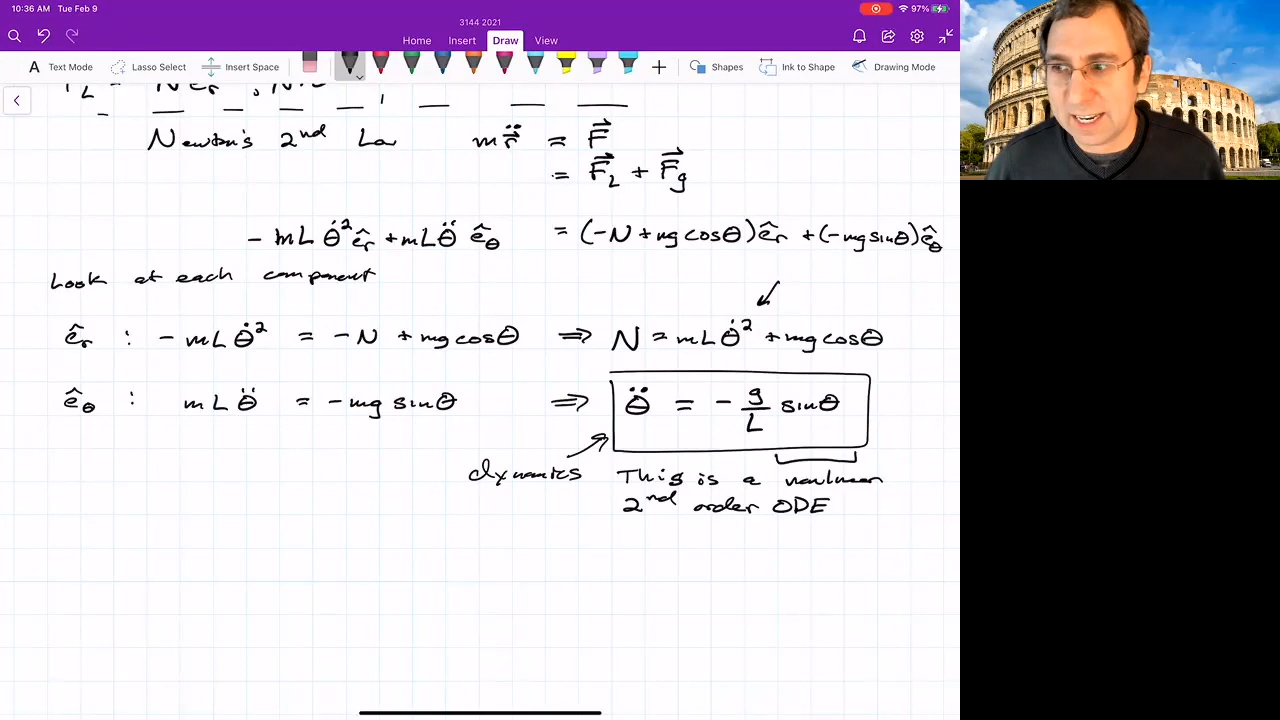 10:36 AM Tue Feb 9 97%
3144 2021
Home Insert Draw View
Text Mode Lasso Select Insert Space Shapes Ink to Shape Drawing Mode
Newton's 2nd La m r̈⃗ = F⃗
= F⃗_L + F⃗_g
- mLθ̇² ê_r + mLθ̈ ê_θ = (-N + mg cosθ) ê_r + (-mg sinθ) ê_θ
Look at each component
ê_r : - mLθ̇² = -N + mg cosθ ⇒ N = mLθ̇² + mg cosθ
ê_θ : mLθ̈ = -mg sinθ ⇒ θ̈ = - g/L sinθ
dynamics This is a nonlinear
2nd order ODE